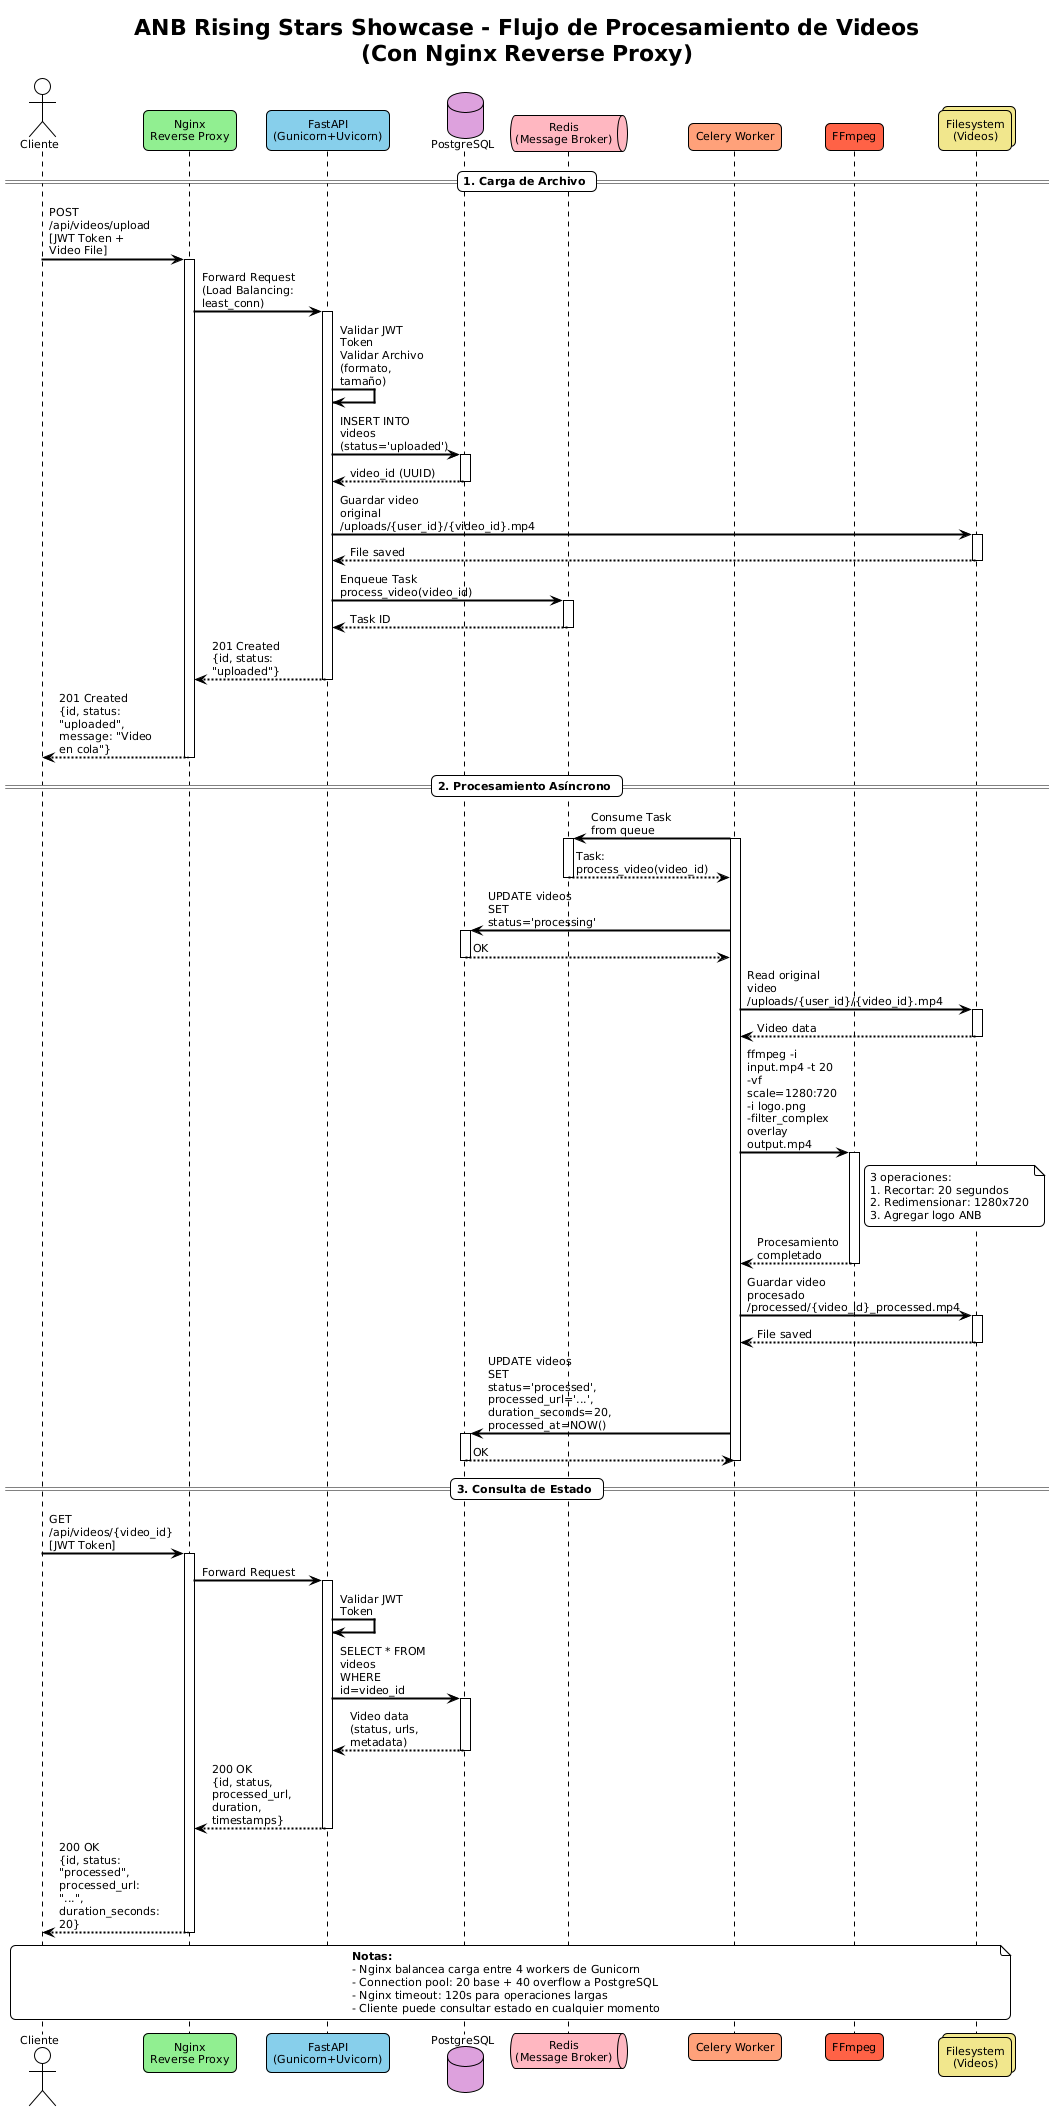 ANB Rising Stars Showcase - Flujo de Procesamiento de Videos
(Con Nginx Reverse Proxy)
Cliente
Nginx
Reverse Proxy
FastAPI
(Gunicorn+Uvicorn)
PostgreSQL
Redis
(Message Broker)
Celery Worker
FFmpeg
Filesystem
(Videos)
1. Carga de Archivo
POST
/api/videos/upload
[JWT Token +
Video File]
Forward Request
(Load Balancing:
least_conn)
Validar JWT
Token
Validar Archivo
(formato,
tamaño)
INSERT INTO
videos
(status='uploaded')
video_id (UUID)
Guardar video
original
/uploads/{user_id}/{video_id}.mp4
File saved
Enqueue Task
process_video(video_id)
Task ID
201 Created
{id, status:
"uploaded"}
201 Created
{id, status:
"uploaded",
message: "Video
en cola"}
2. Procesamiento Asíncrono
Consume Task
from queue
Task:
process_video(video_id)
UPDATE videos
SET
status='processing'
OK
Read original
video
/uploads/{user_id}/{video_id}.mp4
Video data
ffmpeg -i
input.mp4 -t 20
-vf
scale=1280:720
-i logo.png
-filter_complex
overlay
output.mp4
3 operaciones:
1. Recortar: 20 segundos
2. Redimensionar: 1280x720
3. Agregar logo ANB
Procesamiento
completado
Guardar video
procesado
/processed/{video_id}_processed.mp4
File saved
UPDATE videos
SET
status='processed',
processed_url='...',
duration_seconds=20,
processed_at=NOW()
OK
3. Consulta de Estado
GET
/api/videos/{video_id}
[JWT Token]
Forward Request
Validar JWT
Token
SELECT * FROM
videos
WHERE
id=video_id
Video data
(status, urls,
metadata)
200 OK
{id, status,
processed_url,
duration,
timestamps}
200 OK
{id, status:
"processed",
processed_url:
"...",
duration_seconds:
20}
Notas:
- Nginx balancea carga entre 4 workers de Gunicorn
- Connection pool: 20 base + 40 overflow a PostgreSQL
- Nginx timeout: 120s para operaciones largas
- Cliente puede consultar estado en cualquier momento
Cliente
Nginx
Reverse Proxy
FastAPI
(Gunicorn+Uvicorn)
PostgreSQL
Redis
(Message Broker)
Celery Worker
FFmpeg
Filesystem
(Videos)